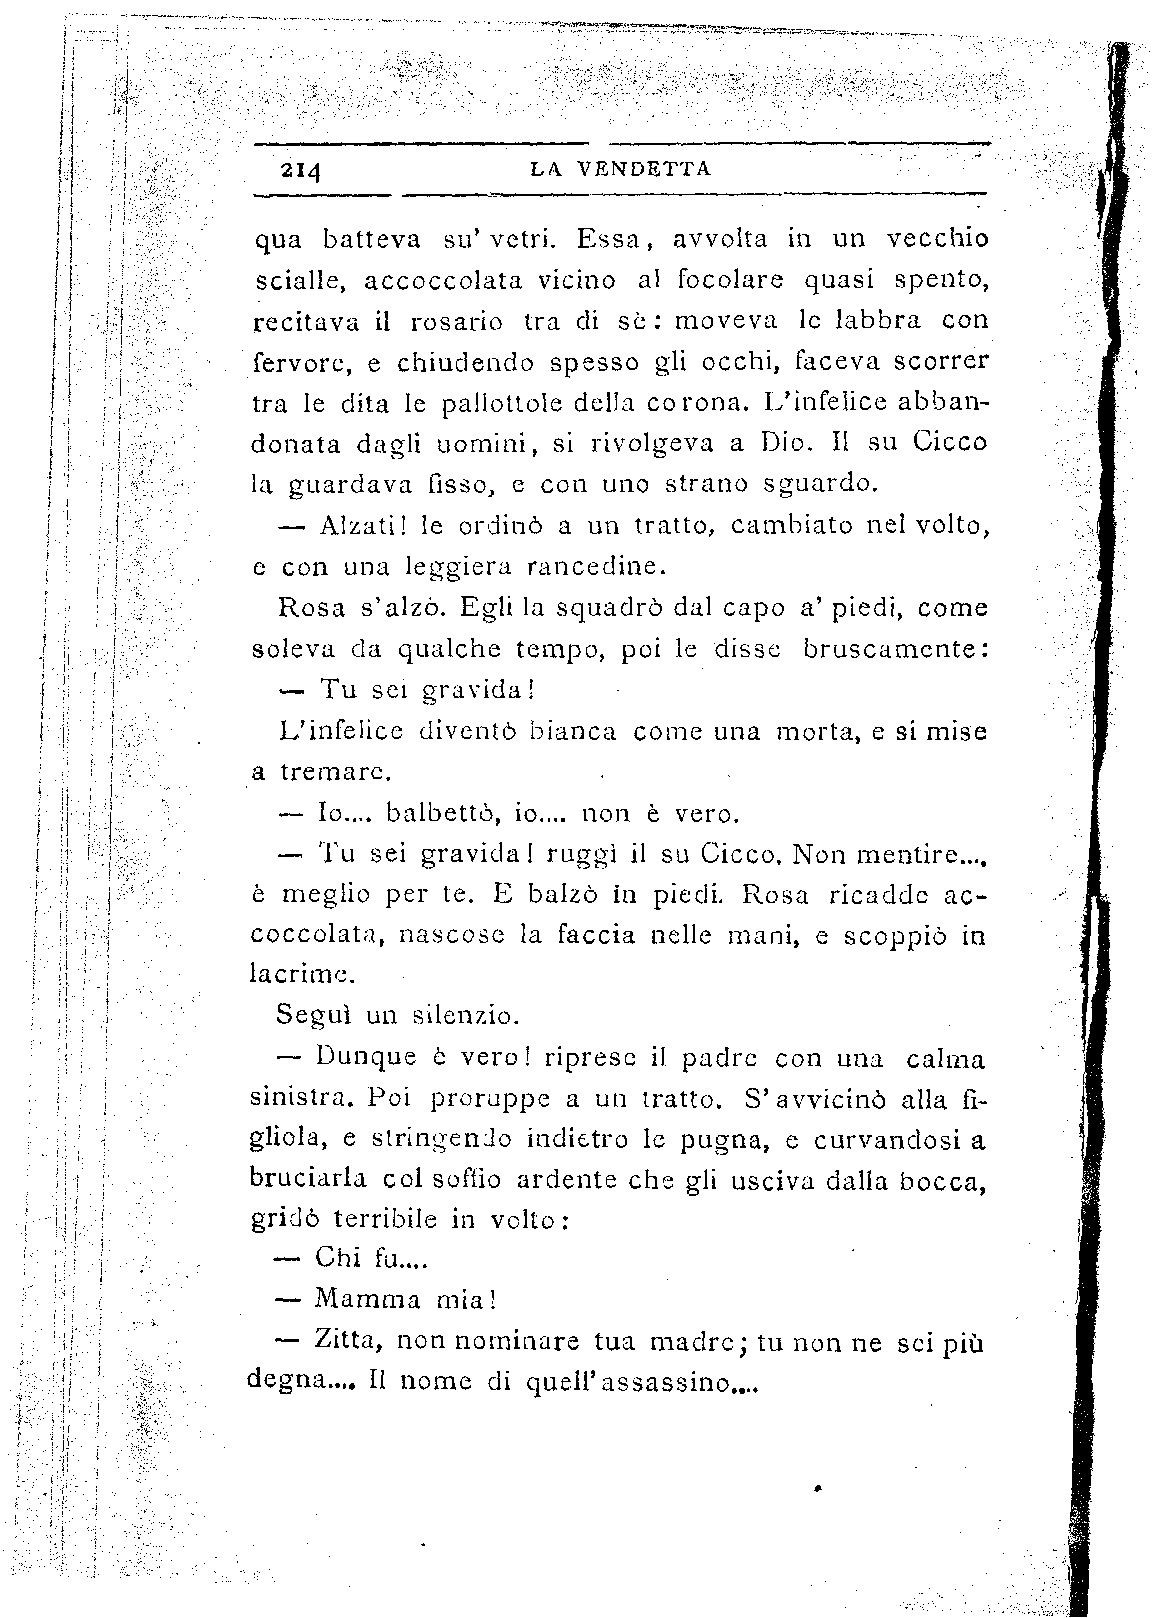 214 LA VENDETTA
qua batteva su' vetri. Essa, avvolta in un vecchio
scialle, accoccolata vicino al focolare quasi spento,
recitava il rosario tra di sè: moveva le labbra con
fervore, e chiudendo spesso gli occhi, faceva scorrer
tra le dita le pallottole della corona. L'infelice abban-
donata dagli uomini, si rivolgeva a Dio. Il su Cicco
la guardava fisso, e con uno strano sguardo.
— Alzati! le ordinò a un tratto, cambiato nel volto,
e con una leggiera rancedine.
Rosa s'alzò. Egli la squadrò dal capo a' piedi, come
soleva da qualche tempo, poi le disse bruscamente:
— Tu sei gravida!
L'infelice diventò bianca come una morta, e si mise
a tremare.
— Io.... balbettò, io.... non è vero.
— Tu sei gravida! ruggì il su Cicco. Non mentire....
è meglio per te. E balzò in piedi. Rosa ricadde ac-
coccolata, nascose la faccia nelle mani, e scoppiò in
lacrime.
Seguì un silenzio.
— Dunque è vero! riprese il padre con una calma
sinistra. Poi proruppe a un tratto. S'avvicinò alla fi-
gliola, e stringendo indietro le pugna, e curvandosi a
bruciarla col soffio ardente che gli usciva dalla bocca,
gridò terribile in volto:
— Chi fu....
— Mamma mia!
— Zitta, non nominare tua madre; tu non ne sei più
degna.... Il nome di quell'assassino....